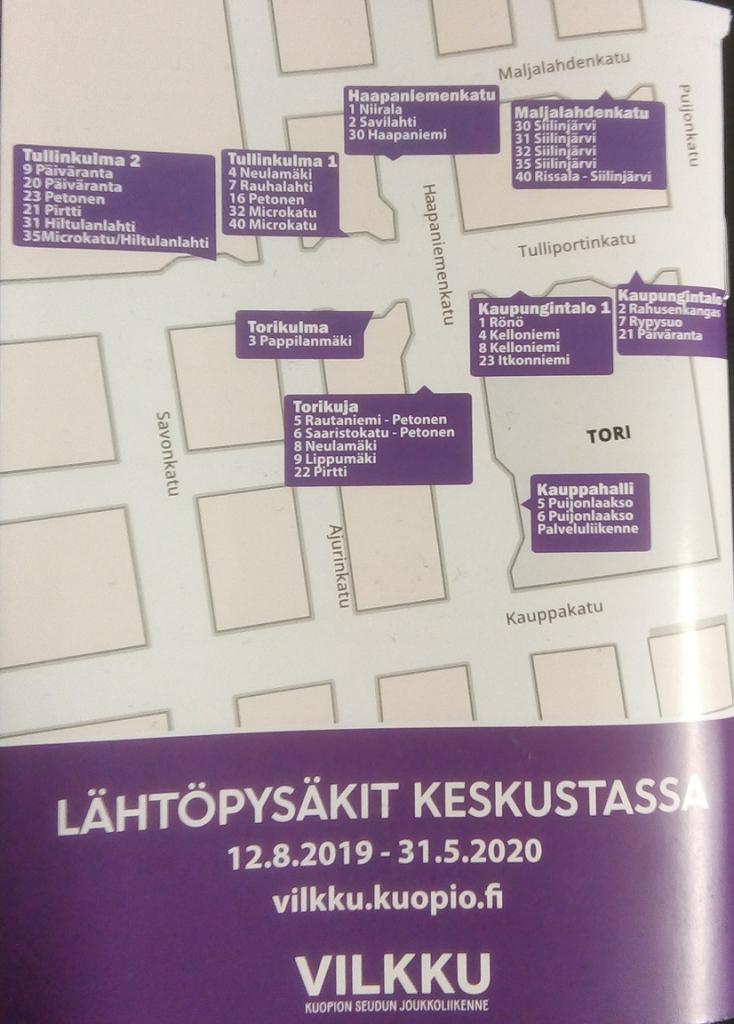 Maljalahdenkatu
Puijonkatu
Haapaniemenkatu
1 Niirala
2 Savilahti
30 Haapaniemi
Maljalahdenkatu
30 Siilinjärvi
31 Siilinjärvi
32 Siilinjärvi
35 Siilinjärvi
40 Rissala - Siilinjärvi
Tullinkulma 2
9 Päiväranta
20 Päiväranta
23 Petonen
21 Pirtti
31 Hiltulanlahti
35Microkatu/Hiltulanlahti
Tullinkulma 1
4 Neulamäki
7 Rauhalahti
16 Petonen
32 Microkatu
40 Microkatu
Haapaniemenkatu
Tulliportinkatu
Kaupungintalo 1
1 Rönö
4 Kelloniemi
8 Kelloniemi
23 Itkonniemi
Kaupungintalo
2 Rahusenkangas
7 Rypysuo
21 Päiväranta
Torikulma
3 Pappilanmäki
Torikuja
5 Rautaniemi - Petonen
6 Saaristokatu - Petonen
8 Neulamäki
9 Lippumäki
22 Pirtti
Savonkatu
TORI
Kauppahalli
5 Puijonlaakso
6 Puijonlaakso
Palveluliikenne
Ajurinkatu
Kauppakatu
LÄHTÖPYSÄKIT KESKUSTASSA
12.8.2019 - 31.5.2020
vilkku.kuopio.fi
VILKKU
KUOPION SEUDUN JOUKKOLIIKENNE